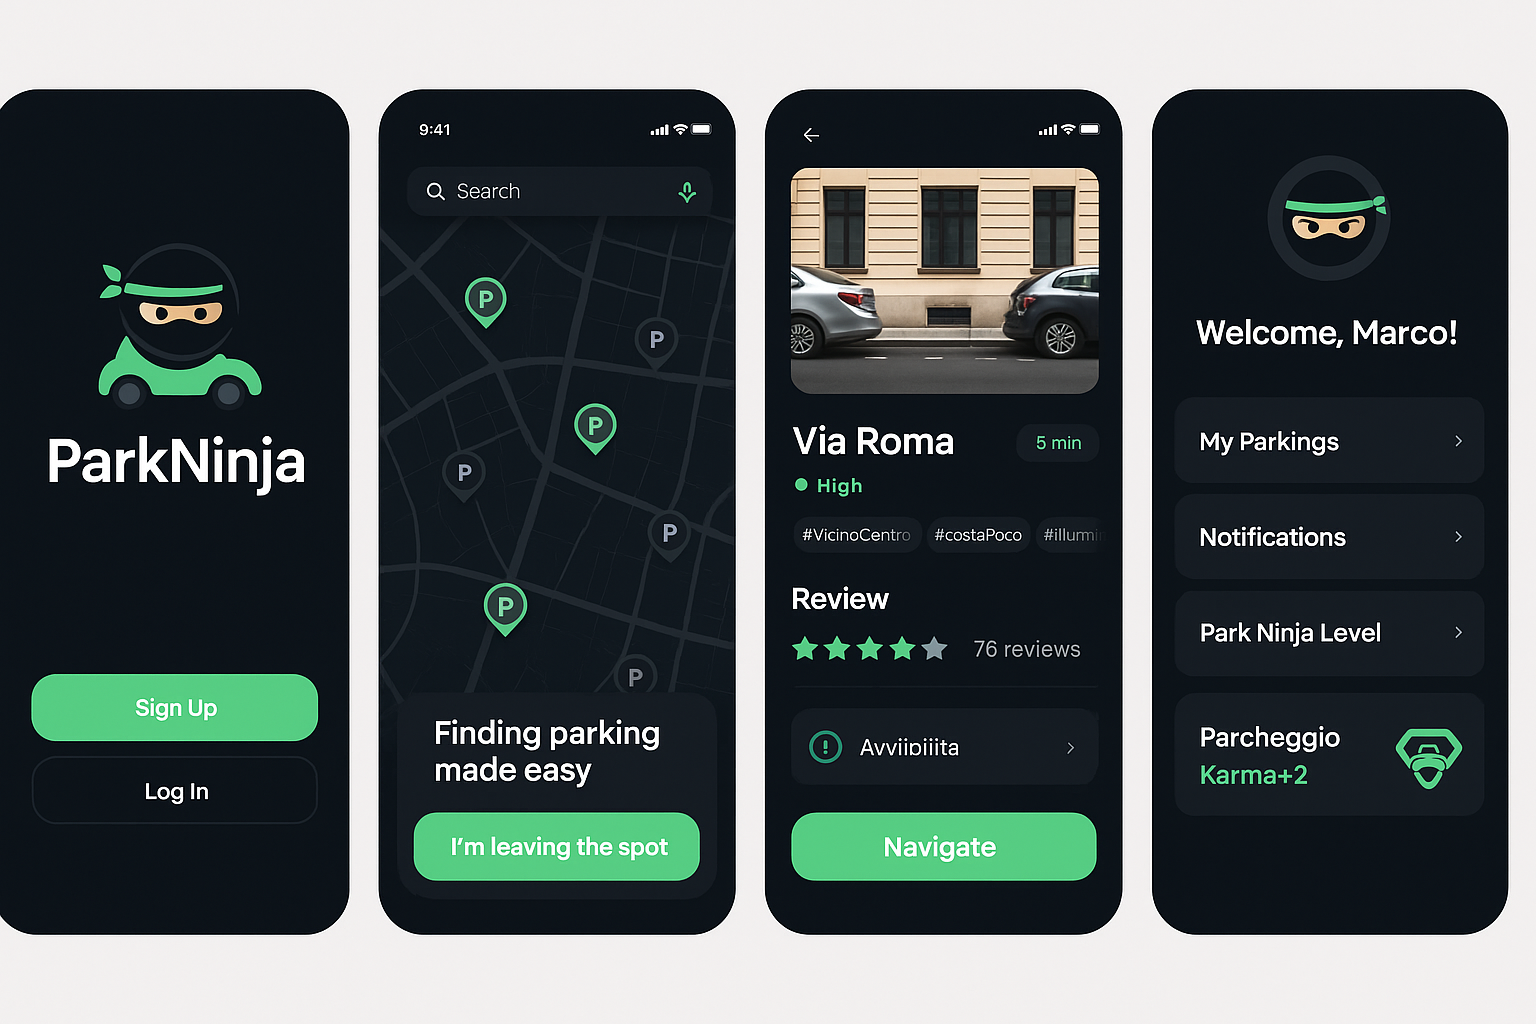 ParkNinja
Sign Up
Log In
9:41
Search
P
P
P
P
P
P
P
Finding parking
made easy
I'm leaving the spot
Via Roma
5 min
High
#VicinoCentro
#costaPoco
#illumi
Review
76 reviews
Navigate
Welcome, Marco!
My Parkings
Notifications
Park Ninja Level
Parcheggio
Karma+2